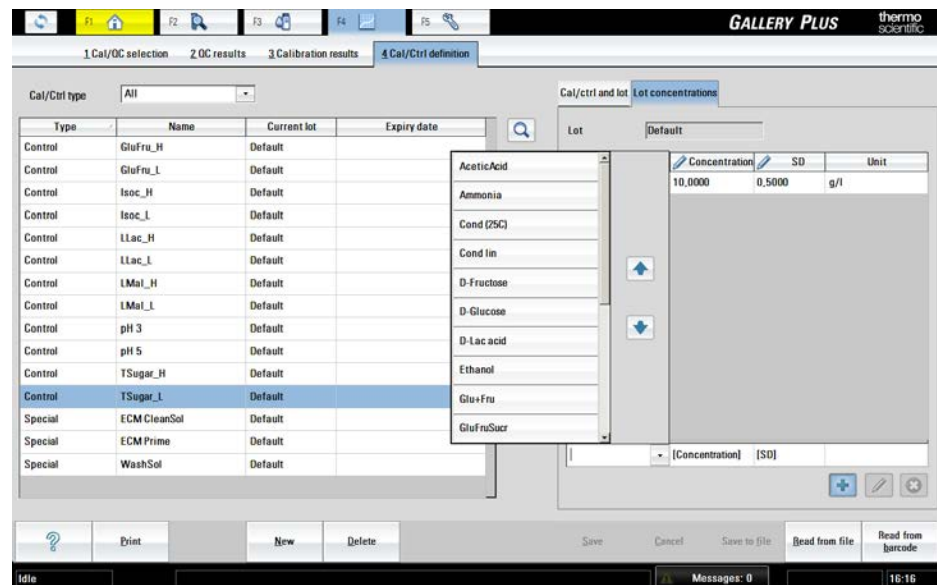 F1 F2 F3 F4 F5 GALLERY PLUS thermo scientific
1 Cal/QC selection 2 QC results 3 Calibration results 4 Cal/Ctrl definition
Cal/Ctrl type All
Cal/ctrl and lot Lot concentrations
Type Name Current lot Expiry date
Lot Default
Control GluFru_H Default
Control GluFru_L Default
Control Isoc_H Default
Control Isoc_L Default
Control LLac_H Default
Control LLac_L Default
Control LMal_H Default
Control LMal_L Default
Control pH 3 Default
Control pH 5 Default
Control TSugar_H Default
Control TSugar_L Default
Special ECM CleanSol Default
Special ECM Prime Default
Special WashSol Default
AceticAcid
Ammonia
Cond (25C)
Cond lin
D-Fructose
D-Glucose
D-Lac acid
Ethanol
Glu+Fru
GluFruSucr
Concentration SD Unit
10,0000 0,5000 g/l
[Concentration] [SD]
? Print New Delete Save Cancel Save to file Read from file Read from barcode
Idle Messages: 0 16:16